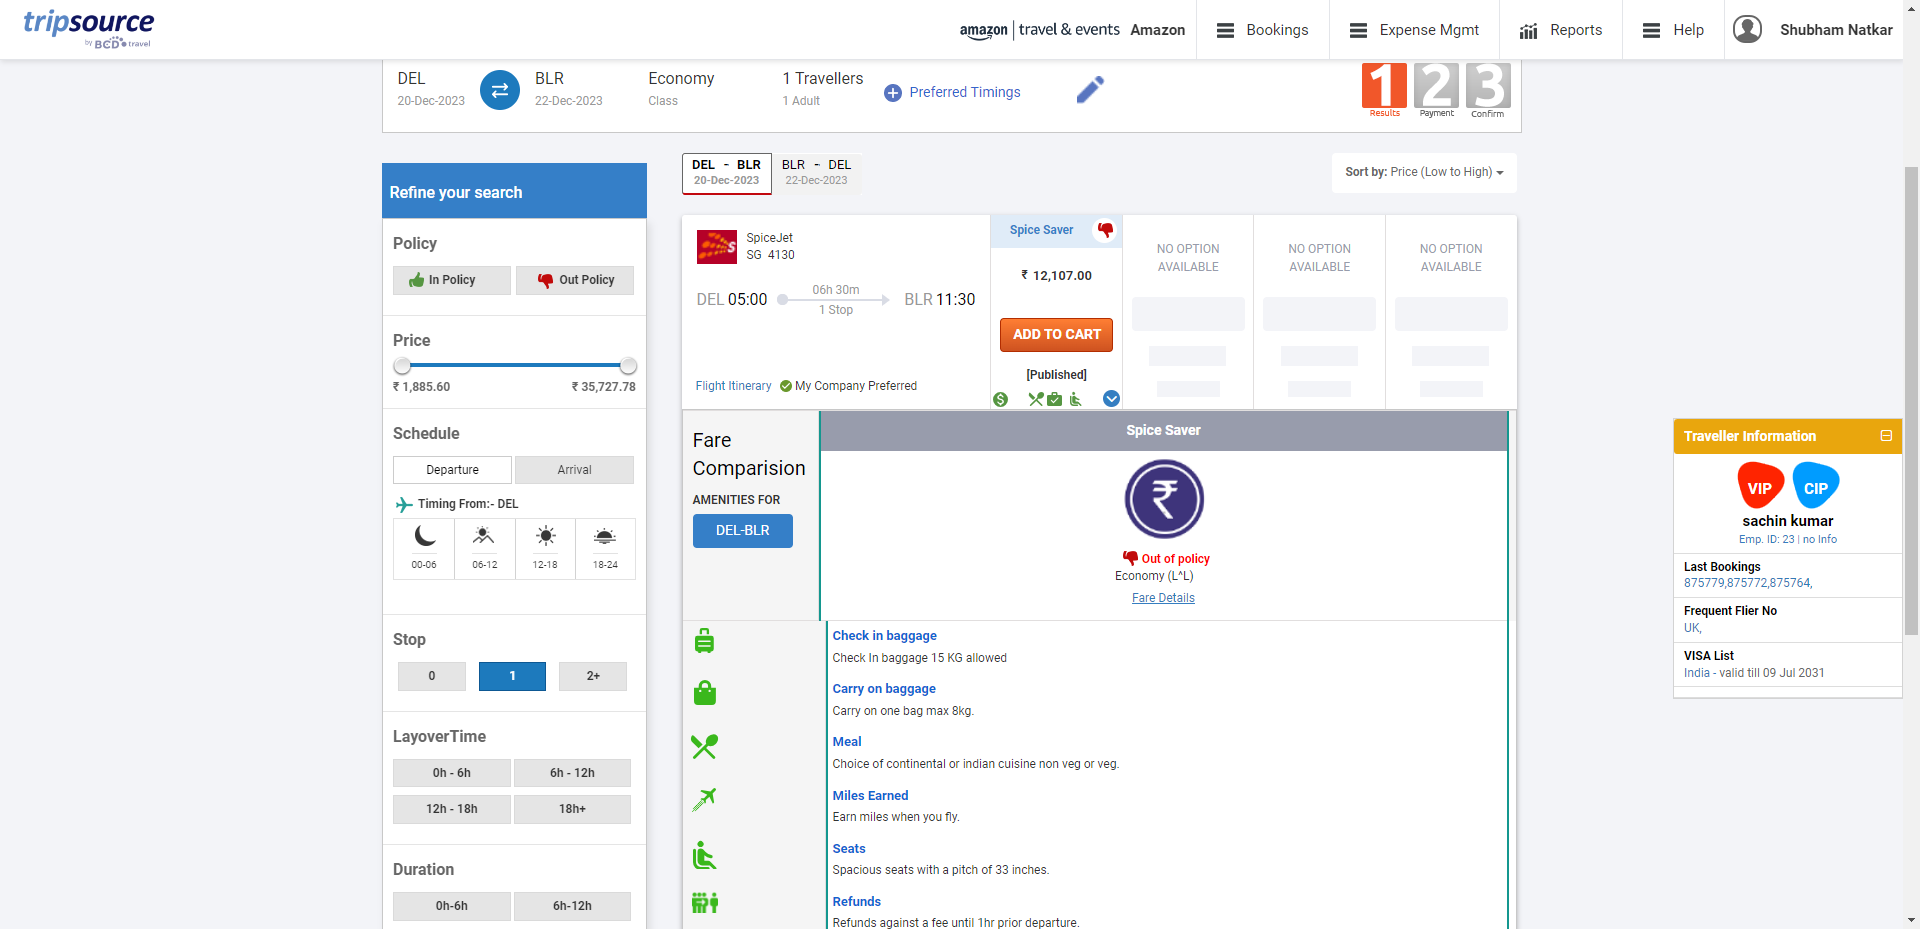 tripsource
by BCD travel
amazon | travel & events Amazon
Bookings
Expense Mgmt
Reports
Help
Shubham Natkar
DEL
20-Dec-2023
BLR
22-Dec-2023
Economy
Class
1 Travellers
1 Adult
Preferred Timings
1 2 3
Results Payment Confirm
DEL - BLR
20-Dec-2023
BLR - DEL
22-Dec-2023
Sort by: Price (Low to High)
Refine your search
Policy
In Policy
Out Policy
Price
₹ 1,885.60
₹ 35,727.78
Schedule
Departure
Arrival
Timing From:- DEL
00-06
06-12
12-18
18-24
Stop
0
1
2+
LayoverTime
0h - 6h
6h - 12h
12h - 18h
18h+
Duration
0h-6h
6h-12h
SpiceJet
SG 4130
DEL 05:00
06h 30m
1 Stop
BLR 11:30
Flight Itinerary
My Company Preferred
Spice Saver
₹ 12,107.00
ADD TO CART
[Published]
NO OPTION
AVAILABLE
NO OPTION
AVAILABLE
NO OPTION
AVAILABLE
Fare
Comparision
AMENITIES FOR
DEL-BLR
Spice Saver
₹
Out of policy
Economy (L^L)
Fare Details
Check in baggage
Check In baggage 15 KG allowed
Carry on baggage
Carry on one bag max 8kg.
Meal
Choice of continental or indian cuisine non veg or veg.
Miles Earned
Earn miles when you fly.
Seats
Spacious seats with a pitch of 33 inches.
Refunds
Refunds against a fee until 1hr prior departure.
Traveller Information
VIP
CIP
sachin kumar
Emp. ID: 23 | no Info
Last Bookings
875779,875772,875764,
Frequent Flier No
UK,
VISA List
India - valid till 09 Jul 2031